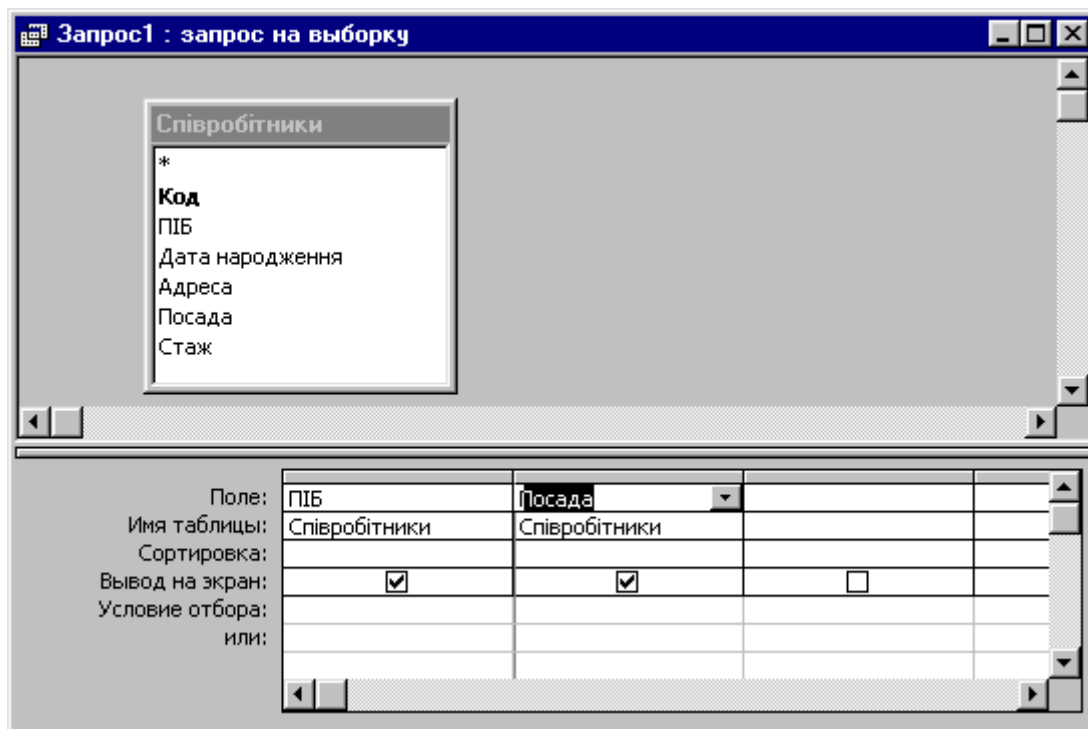 Запрос1 : запрос на выборку
Співробітники
*
Код
ПІБ
Дата народження
Адреса
Посада
Стаж
Поле: ПІБ Посада
Имя таблицы: Співробітники Співробітники
Сортировка:
Вывод на экран:
Условие отбора:
или: